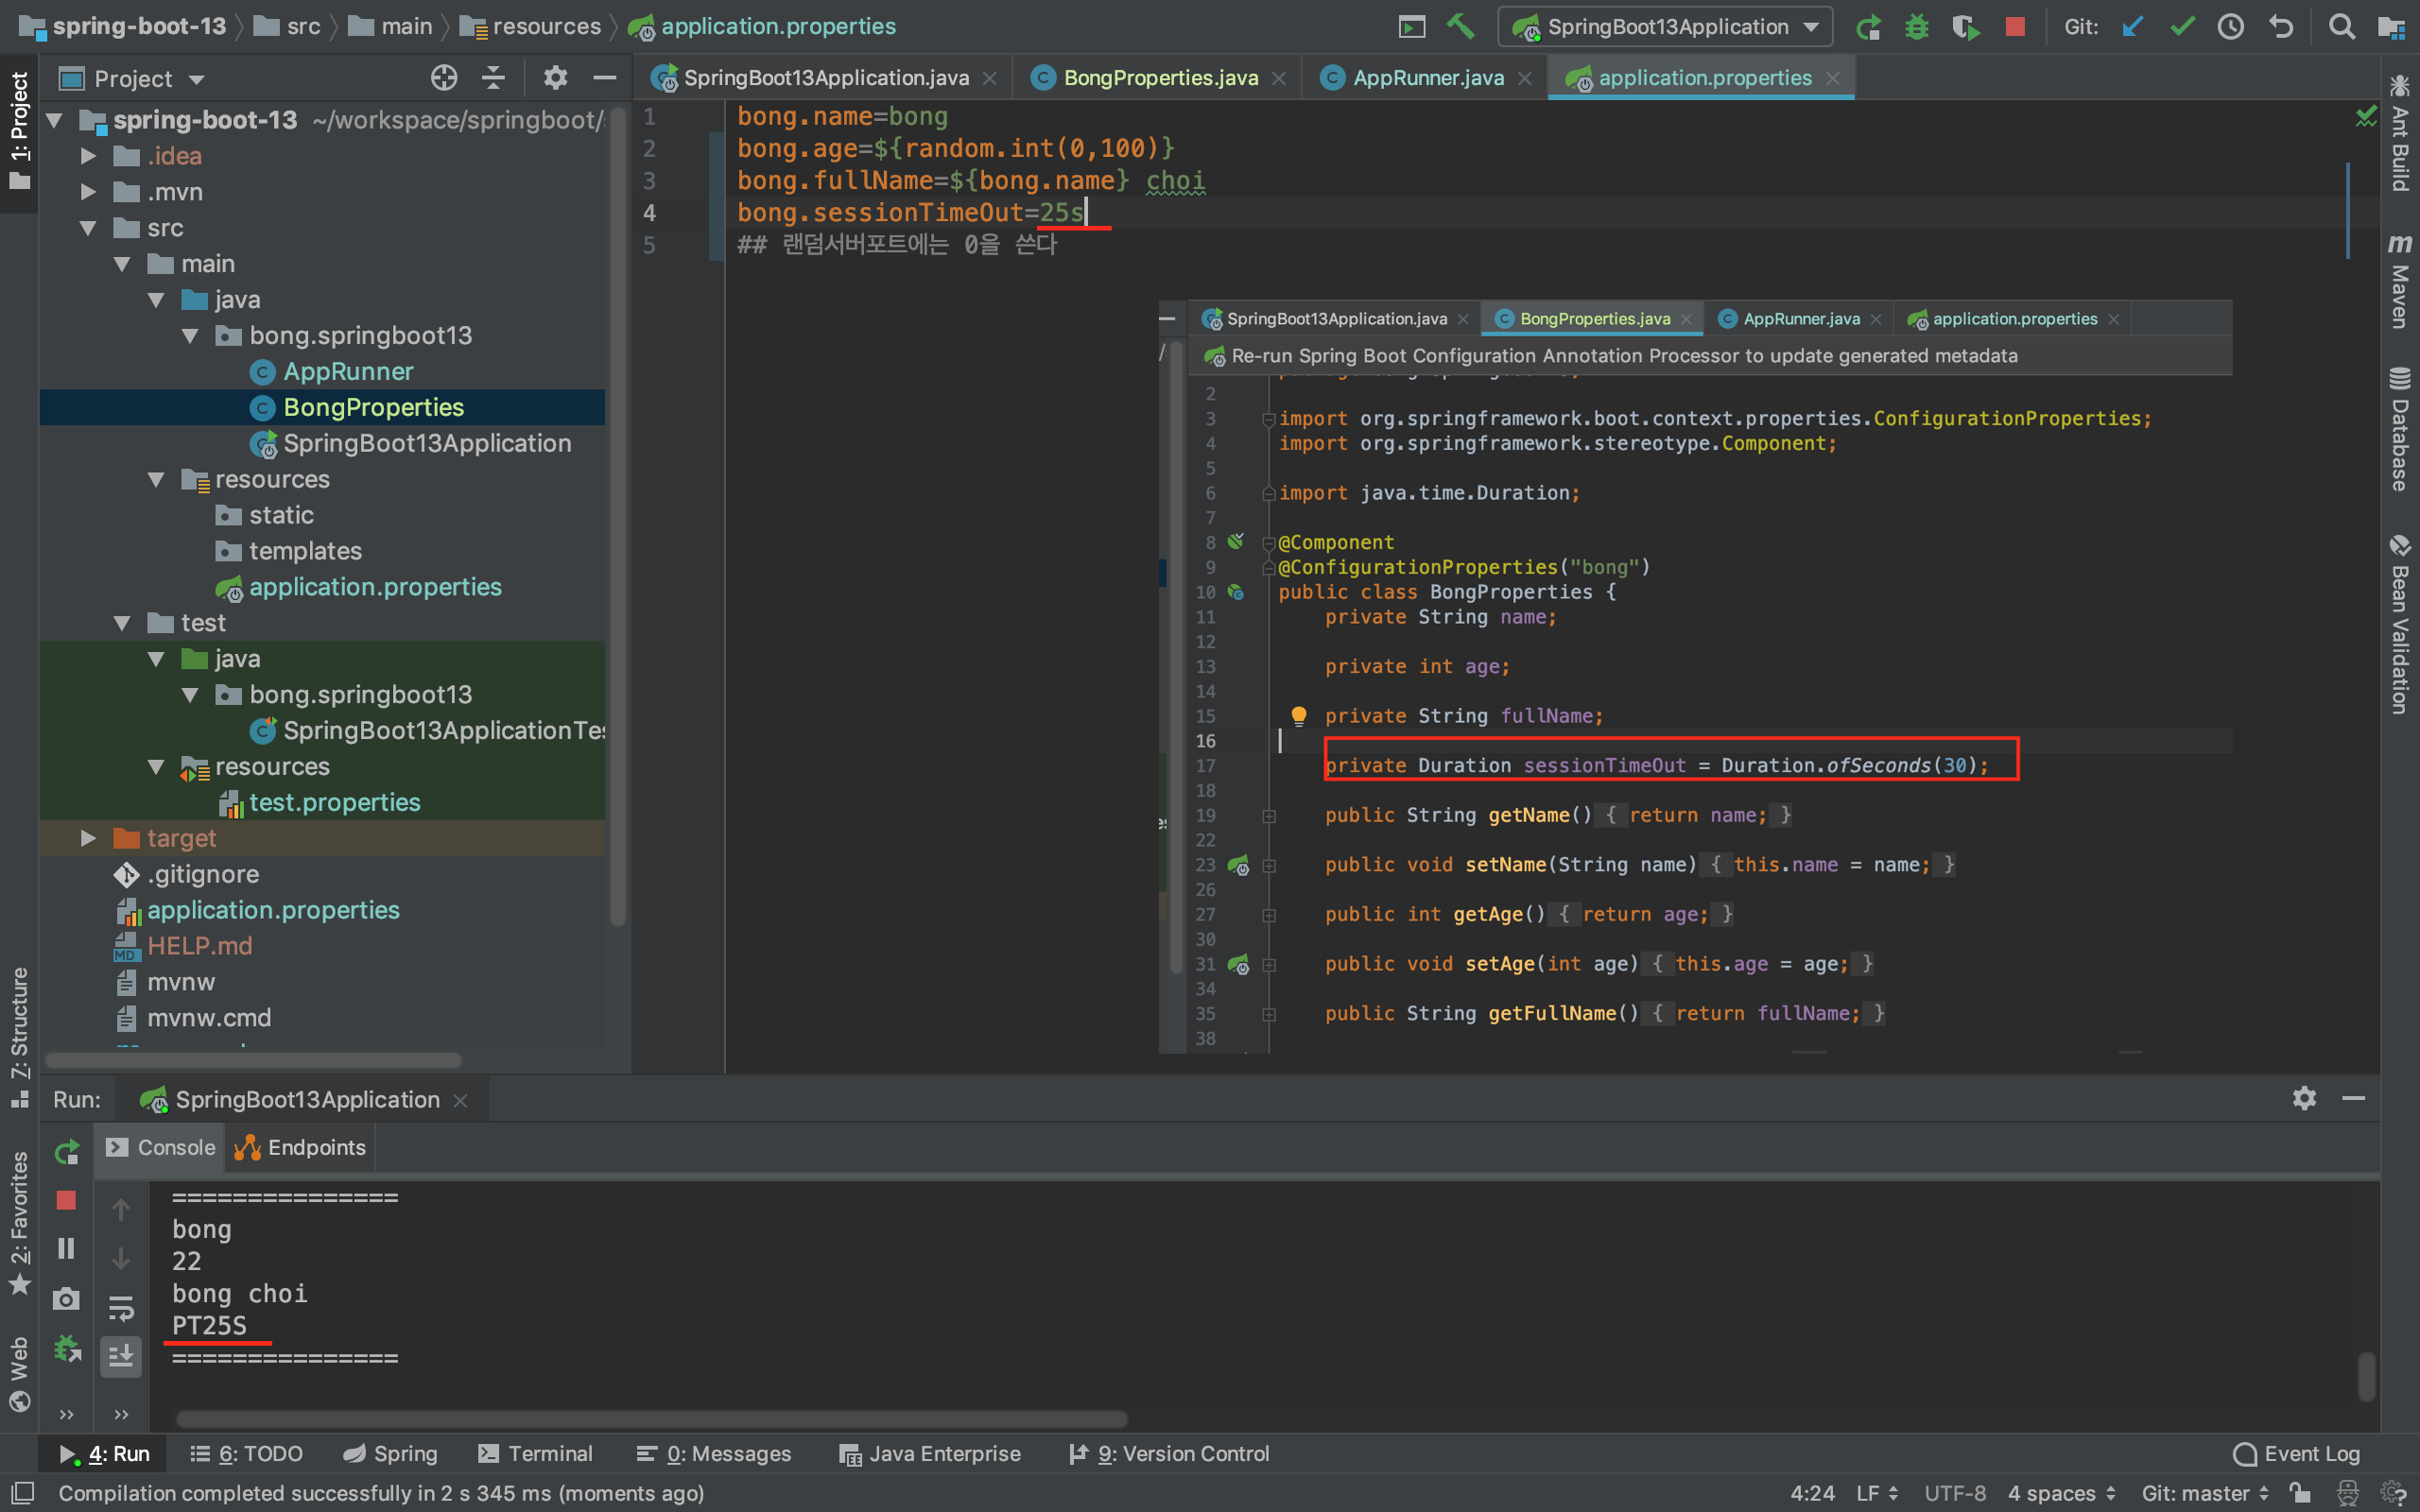 spring-boot-13 src main resources application.properties SpringBoot13Application Git:
1: Project
Project
SpringBoot13Application.java BongProperties.java AppRunner.java application.properties
spring-boot-13 ~/workspace/springboot/
.idea
.mvn
src
main
java
bong.springboot13
AppRunner
BongProperties
SpringBoot13Application
resources
static
templates
application.properties
test
java
bong.springboot13
SpringBoot13ApplicationTes
resources
test.properties
target
.gitignore
application.properties
HELP.md
mvnw
mvnw.cmd
1 bong.name=bong
2 bong.age=${random.int(0,100)}
3 bong.fullName=${bong.name} choi
4 bong.sessionTimeOut=25s
5 ## 랜덤서버포트에는 0을 쓴다
SpringBoot13Application.java BongProperties.java AppRunner.java application.properties
Re-run Spring Boot Configuration Annotation Processor to update generated metadata
2
3 import org.springframework.boot.context.properties.ConfigurationProperties;
4 import org.springframework.stereotype.Component;
5
6 import java.time.Duration;
7
8 @Component
9 @ConfigurationProperties("bong")
10 public class BongProperties {
11 private String name;
12
13 private int age;
14
15 private String fullName;
16
17 private Duration sessionTimeOut = Duration.ofSeconds(30);
18
19 public String getName() { return name; }
22
23 public void setName(String name) { this.name = name; }
26
27 public int getAge() { return age; }
30
31 public void setAge(int age) { this.age = age; }
34
35 public String getFullName() { return fullName; }
38
Ant Build
Maven
Database
Bean Validation
7: Structure
2: Favorites
Web
Run: SpringBoot13Application
Console Endpoints
===============
bong
22
bong choi
PT25S
===============
4: Run 6: TODO Spring Terminal 0: Messages Java Enterprise 9: Version Control Event Log
Compilation completed successfully in 2 s 345 ms (moments ago) 4:24 LF UTF-8 4 spaces Git: master